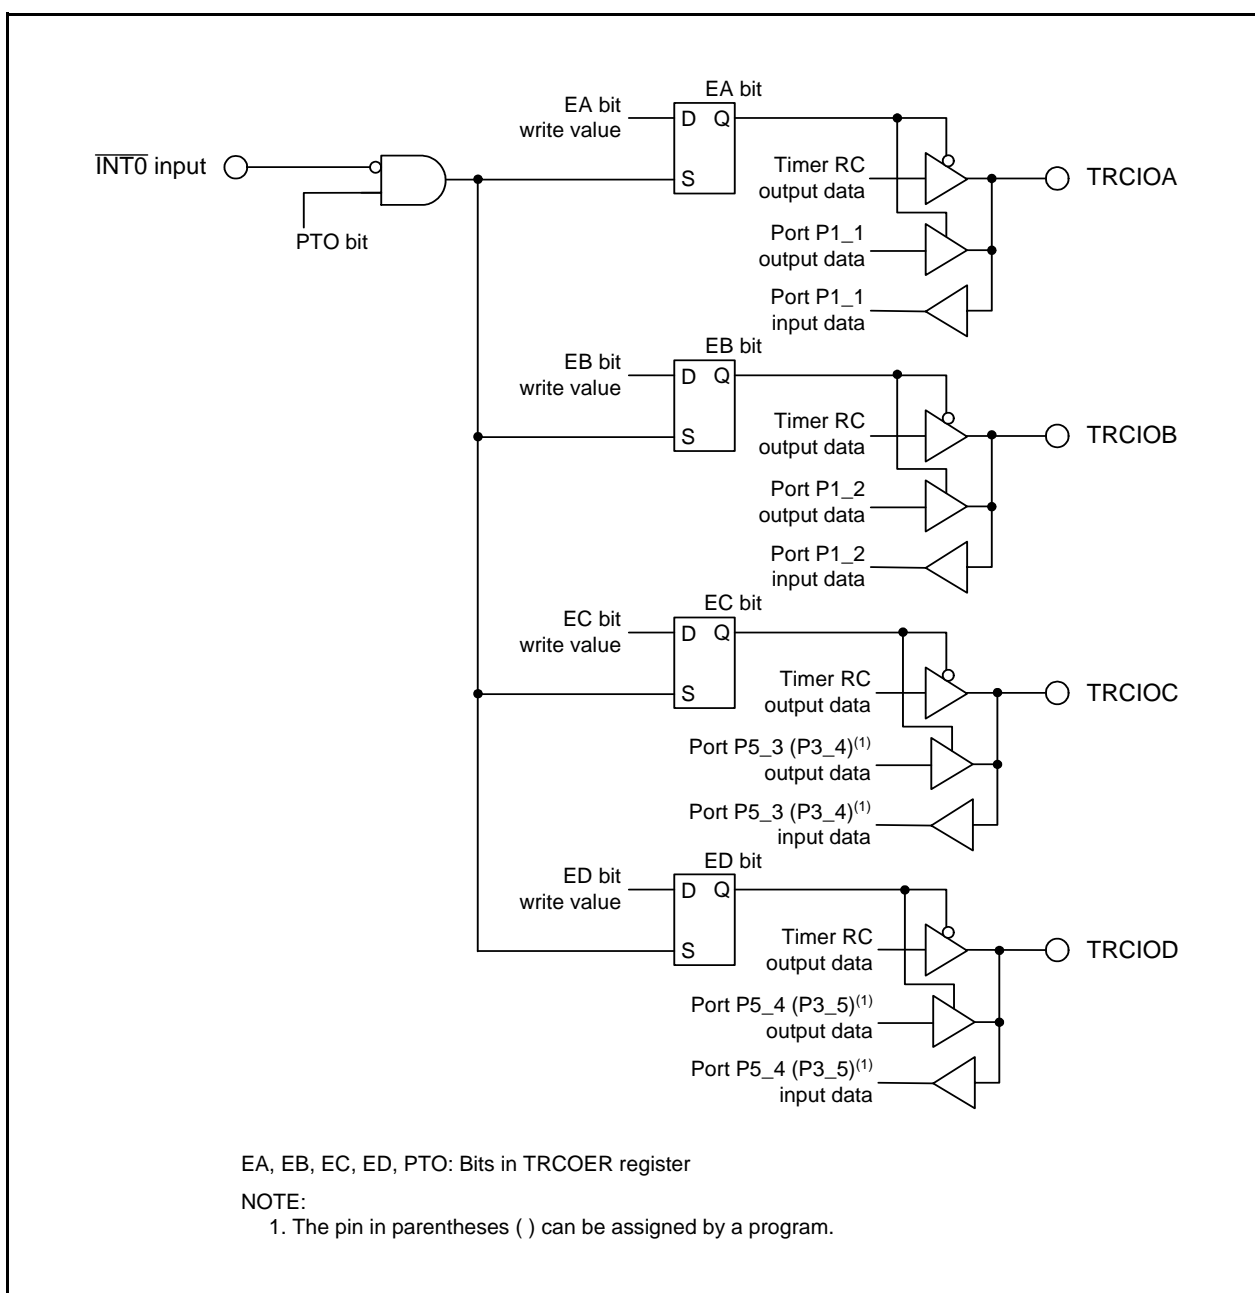 EA bit
EA bit
write value
D Q
S
INT0 input
PTO bit
Timer RC
output data
TRCIOA
Port P1_1
output data
Port P1_1
input data
EB bit
EB bit
write value
D Q
S
Timer RC
output data
TRCIOB
Port P1_2
output data
Port P1_2
input data
EC bit
EC bit
write value
D Q
S
Timer RC
output data
TRCIOC
Port P5_3 (P3_4)(1)
output data
Port P5_3 (P3_4)(1)
input data
ED bit
ED bit
write value
D Q
S
Timer RC
output data
TRCIOD
Port P5_4 (P3_5)(1)
output data
Port P5_4 (P3_5)(1)
input data
EA, EB, EC, ED, PTO: Bits in TRCOER register
NOTE:
1. The pin in parentheses ( ) can be assigned by a program.